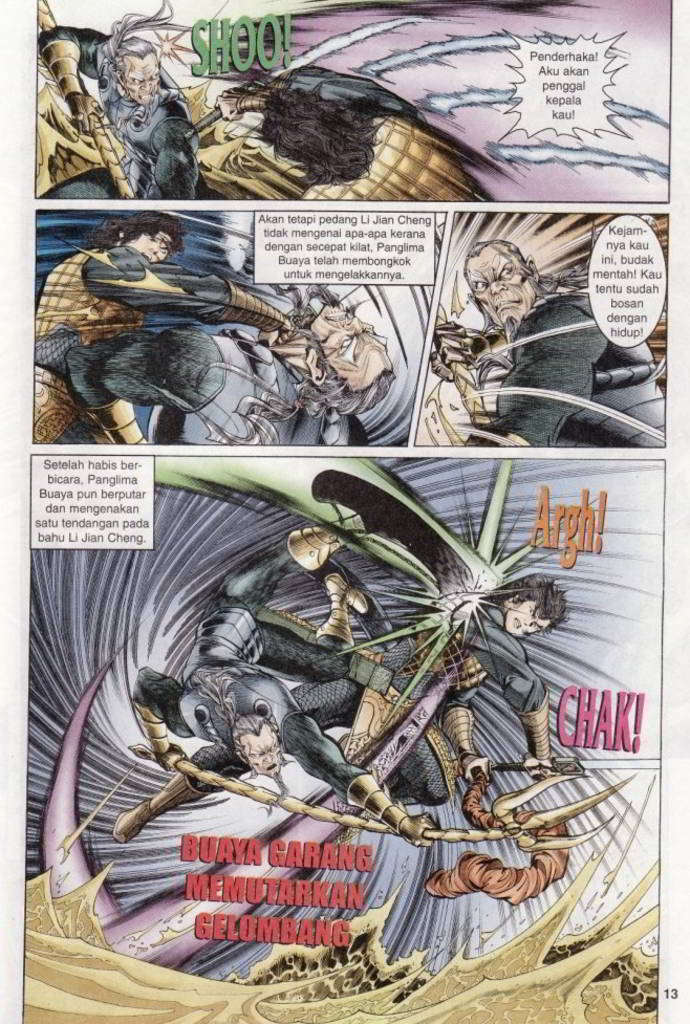 SHOO!
Penderhaka!
Aku akan
penggal
kepala
kau!
Akan tetapi pedang Li Jian Cheng
tidak mengenai apa-apa kerana
dengan secepat kilat, Panglima
Buaya telah membongkok
untuk mengelakkannya.
Kejam-
nya kau
ini, budak
mentah! Kau
tentu sudah
bosan
dengan
hidup!
Setelah habis ber-
bicara, Panglima
Buaya pun berputar
dan mengenakan
satu tendangan pada
bahu Li Jian Cheng.
Argh!
CHAK!
BUAYA GARANG
MEMUTARKAN
GELOMBANG
13